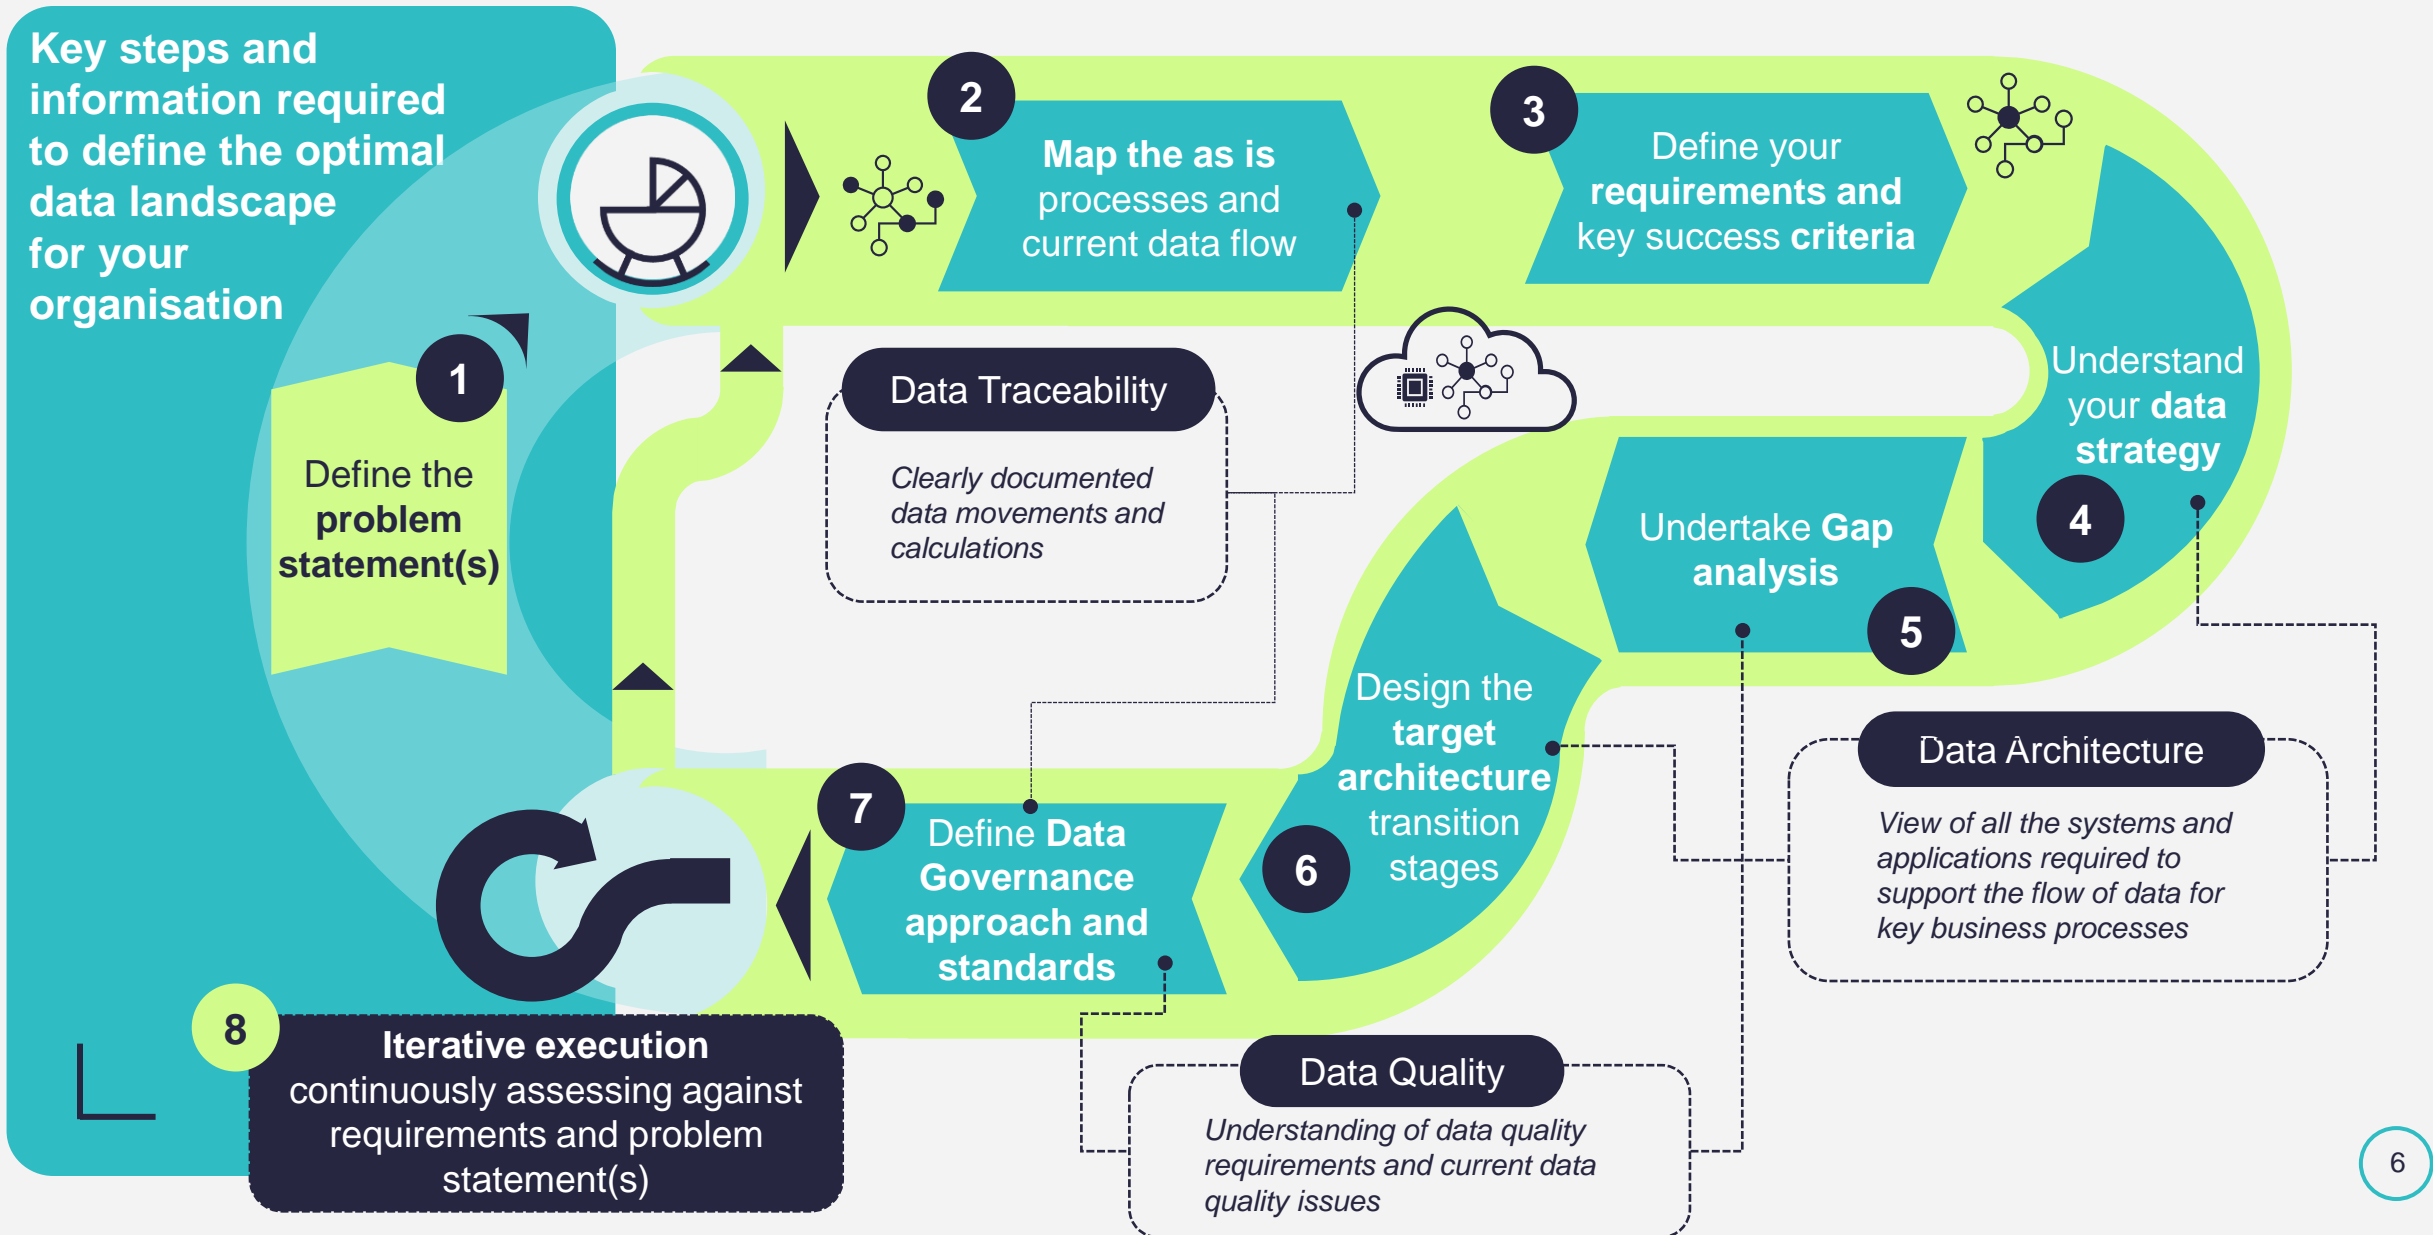 Key steps and
information required
to define the optimal
data landscape
for your
organisation
1
Define the
problem
statement(s)
2
Map the as is
processes and
current data flow
3
Define your
requirements and
key success criteria
Understand
your data
strategy
4
Undertake Gap
analysis
5
Design the
target
architecture
transition
stages
6
7
Define Data
Governance
approach and
standards
8
Iterative execution
continuously assessing against
requirements and problem
statement(s)
Data Traceability
Clearly documented
data movements and
calculations
Data Architecture
View of all the systems and
applications required to
support the flow of data for
key business processes
Data Quality
Understanding of data quality
requirements and current data
quality issues
6